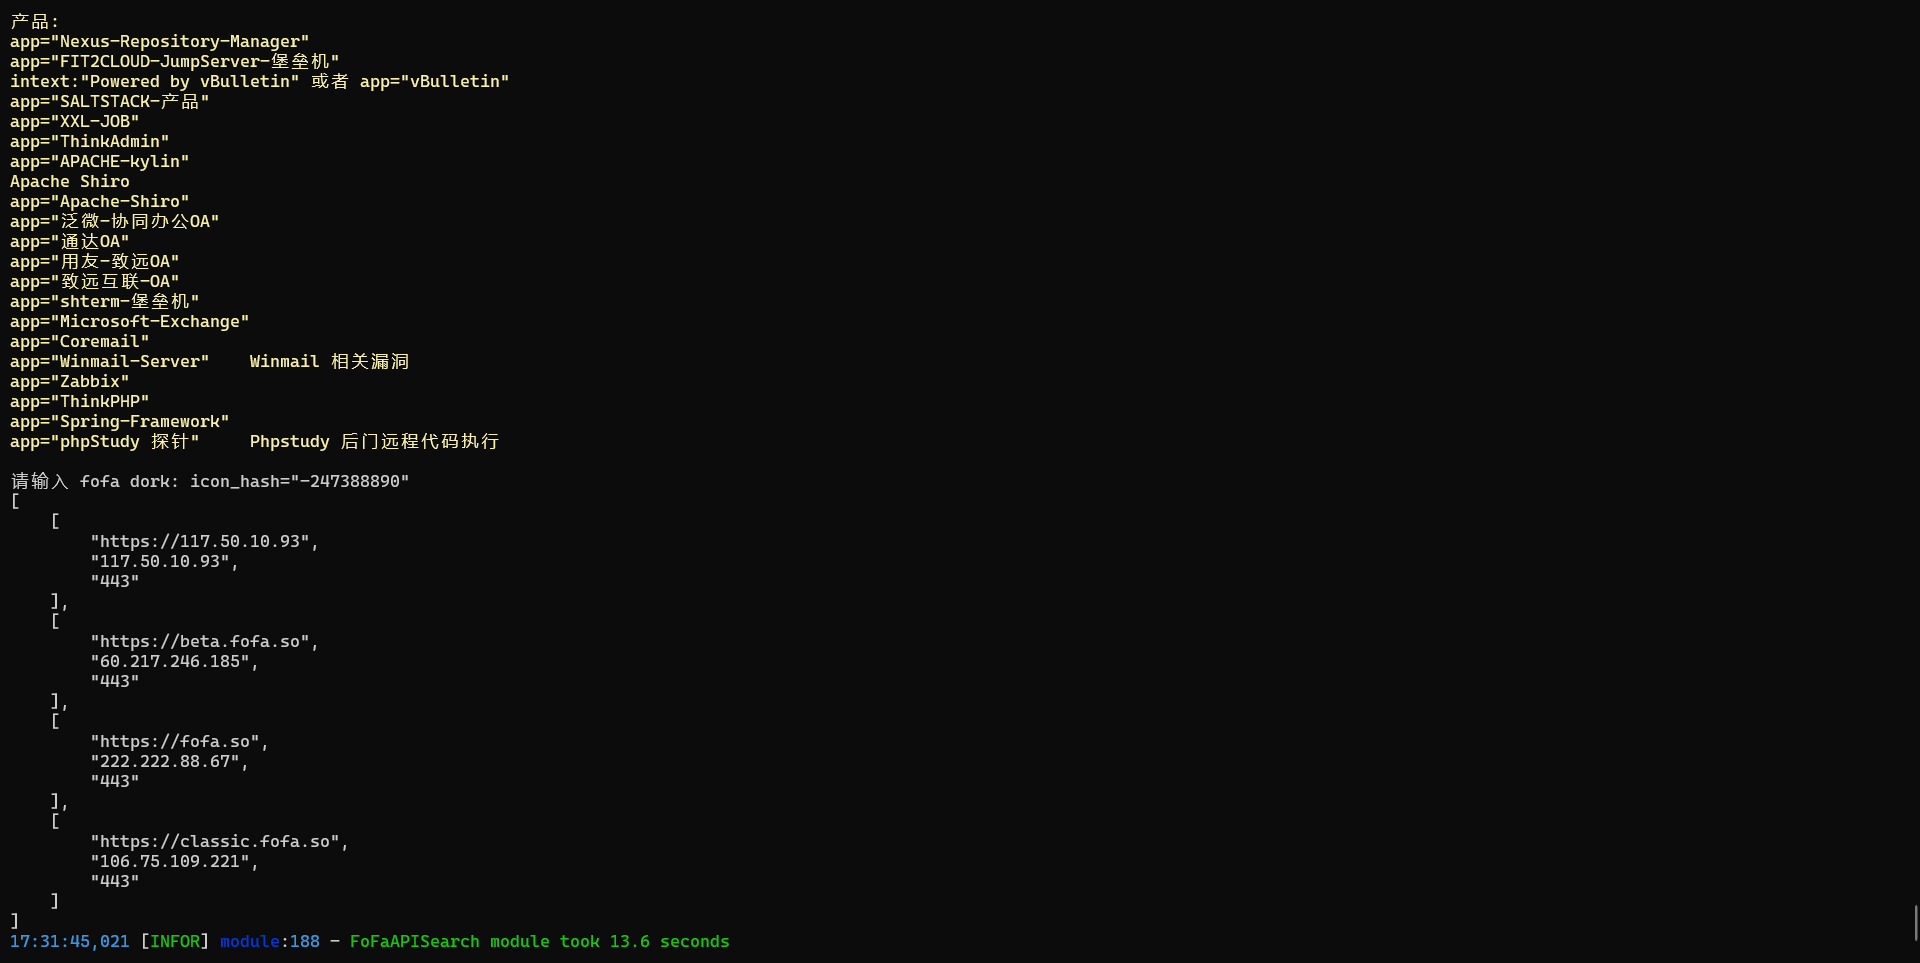 产品:
app="Nexus-Repository-Manager"
app="FIT2CLOUD-JumpServer-堡垒机"
intext:"Powered by vBulletin" 或者 app="vBulletin"
app="SALTSTACK-产品"
app="XXL-JOB"
app="ThinkAdmin"
app="APACHE-kylin"
Apache Shiro
app="Apache-Shiro"
app="泛微-协同办公OA"
app="通达OA"
app="用友-致远OA"
app="致远互联-OA"
app="shterm-堡垒机"
app="Microsoft-Exchange"
app="Coremail"
app="Winmail-Server"    Winmail 相关漏洞
app="Zabbix"
app="ThinkPHP"
app="Spring-Framework"
app="phpStudy 探针"     Phpstudy 后门远程代码执行
请输入 fofa dork: icon_hash="-247388890"
[
    [
        "https://117.50.10.93",
        "117.50.10.93",
        "443"
    ],
    [
        "https://beta.fofa.so",
        "60.217.246.185",
        "443"
    ],
    [
        "https://fofa.so",
        "222.222.88.67",
        "443"
    ],
    [
        "https://classic.fofa.so",
        "106.75.109.221",
        "443"
    ]
]
17:31:45,021 [INFOR] module:188 - FoFaAPISearch module took 13.6 seconds